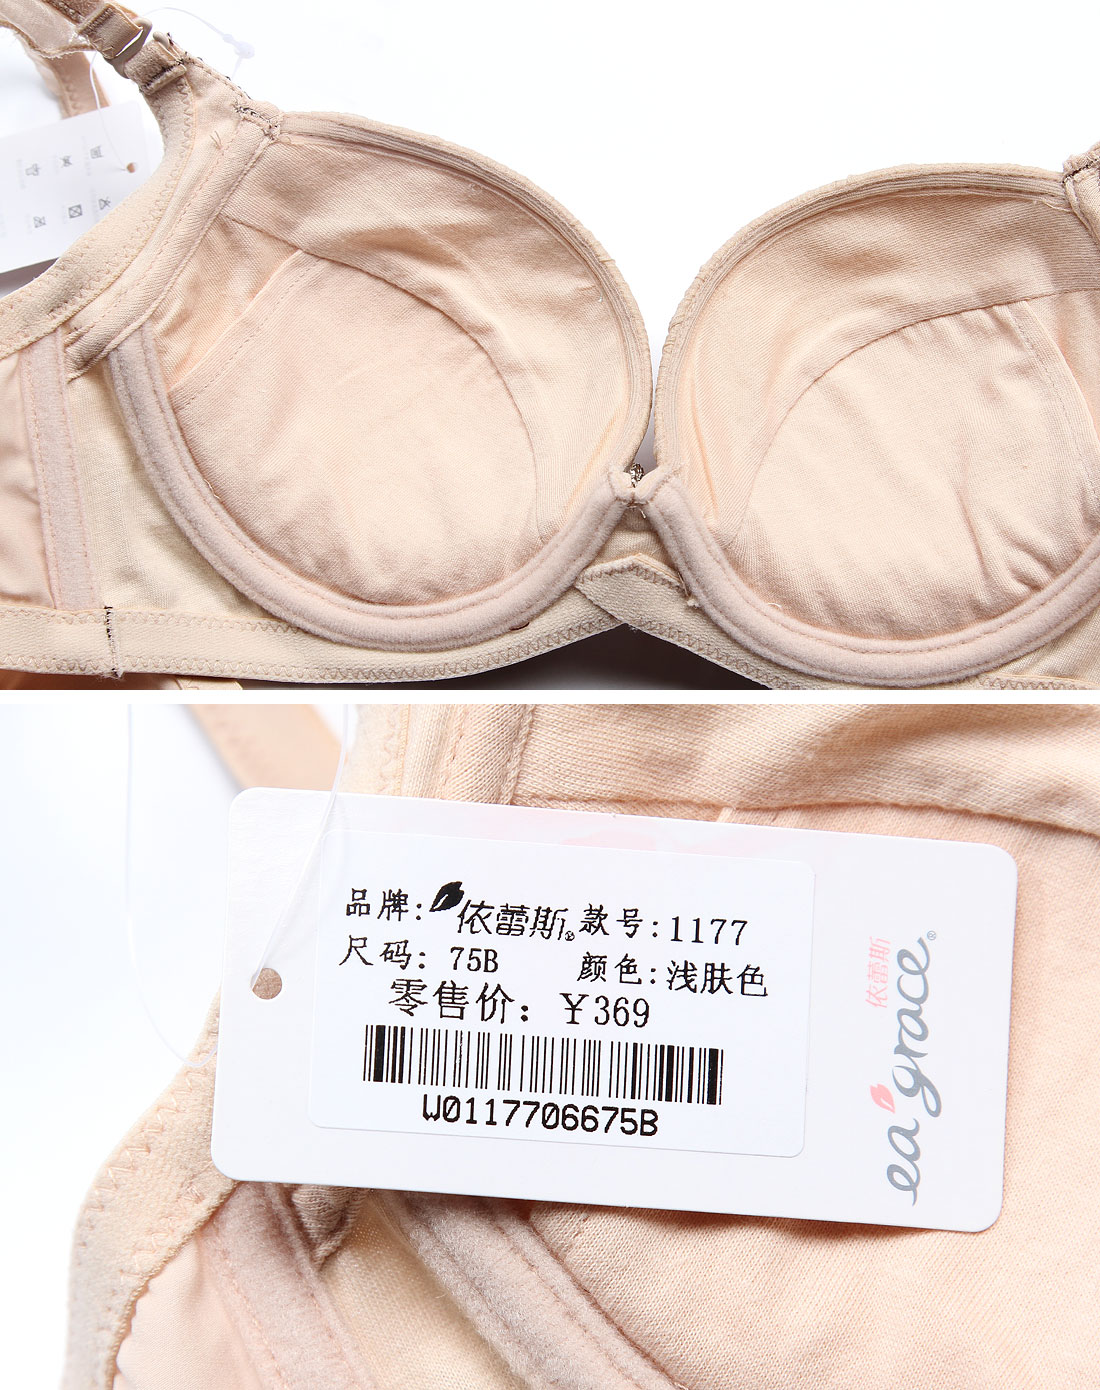 品牌: 依蕾斯® 款号: 1177
尺码: 75B 颜色: 浅肤色
零售价: ¥369
W0117706675B
依蕾斯
ea grace®